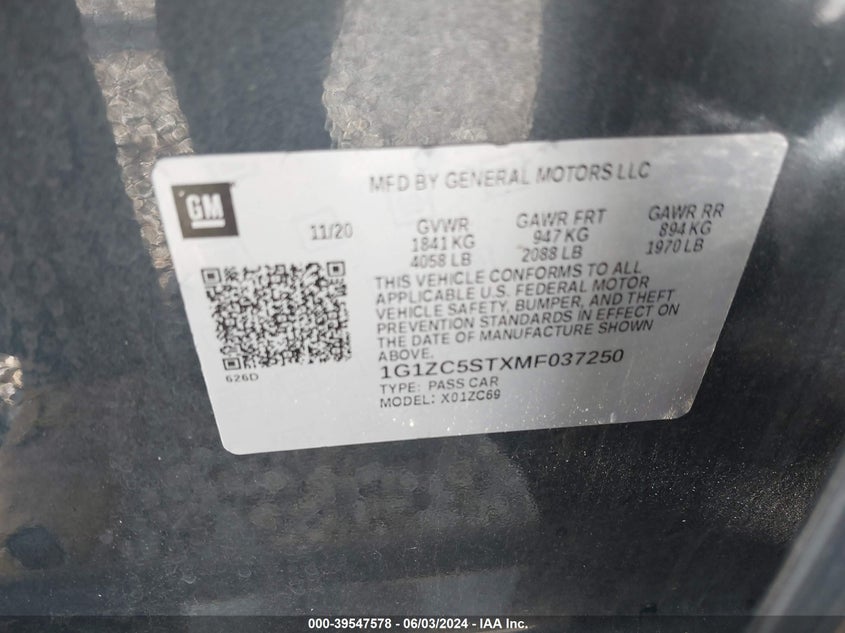 MFD BY GENERAL MOTORS LLC
GM
11/20
GVWR
1841 KG
4058 LB
GAWR FRT
947 KG
2088 LB
GAWR RR
894 KG
1970 LB
THIS VEHICLE CONFORMS TO ALL
APPLICABLE U.S. FEDERAL MOTOR
VEHICLE SAFETY, BUMPER, AND THEFT
PREVENTION STANDARDS IN EFFECT ON
THE DATE OF MANUFACTURE SHOWN
ABOVE.
626D
1G1ZC5STXMF037250
TYPE: PASS CAR
MODEL: X01ZC69
000-39547578 - 06/03/2024 - IAA Inc.